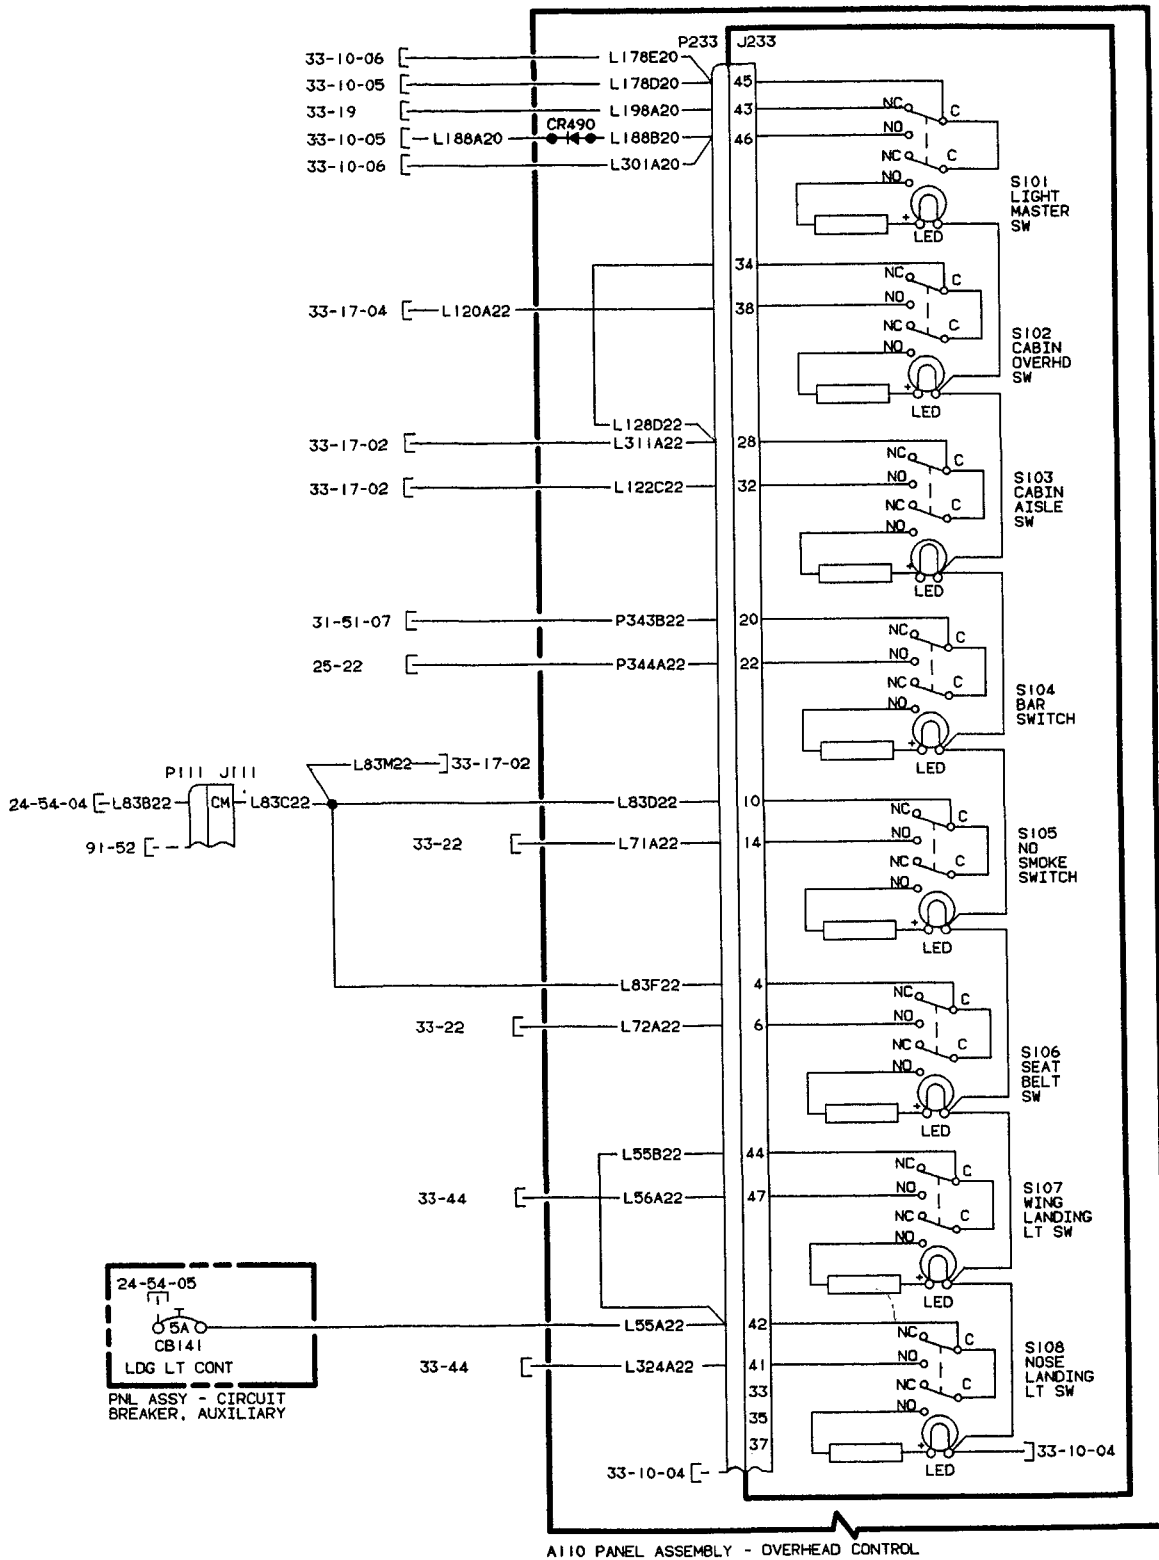 P233 J233
33-10-06 L178E20
33-10-05 L178D20 45
33-19 L198A20 43 NC C
33-10-05 L188A20 CR490 L188B20 46 NO
33-10-06 L301A20 NC C
NO
+ LED
S101
LIGHT
MASTER
SW
34 NC C
33-17-04 L120A22 38 NO
NC C
NO
+ LED
S102
CABIN
OVERHD
SW
L128D22
33-17-02 L311A22 28 NC C
33-17-02 L122C22 32 NO
NC C
NO
+ LED
S103
CABIN
AISLE
SW
31-51-07 P343B22 20 NC C
25-22 P344A22 22 NO
NC C
NO
+ LED
S104
BAR
SWITCH
L83M22 33-17-02
P111 J111
24-54-04 L83B22 CM L83C22 L83D22 10 NC C
91-52
33-22 L71A22 14 NO
NC C
NO
+ LED
S105
NO
SMOKE
SWITCH
L83F22 4 NC C
33-22 L72A22 6 NO
NC C
NO
+ LED
S106
SEAT
BELT
SW
L55B22 44 NC C
33-44 L56A22 47 NO
NC C
NO
+ LED
S107
WING
LANDING
LT SW
24-54-05
5A
CB141
LDG LT CONT
PNL ASSY - CIRCUIT
BREAKER, AUXILIARY
L55A22 42 NC C
33-44 L324A22 41 NO
33 NC C
35 NO
37
+ LED
S108
NOSE
LANDING
LT SW
33-10-04
33-10-04
A110 PANEL ASSEMBLY - OVERHEAD CONTROL